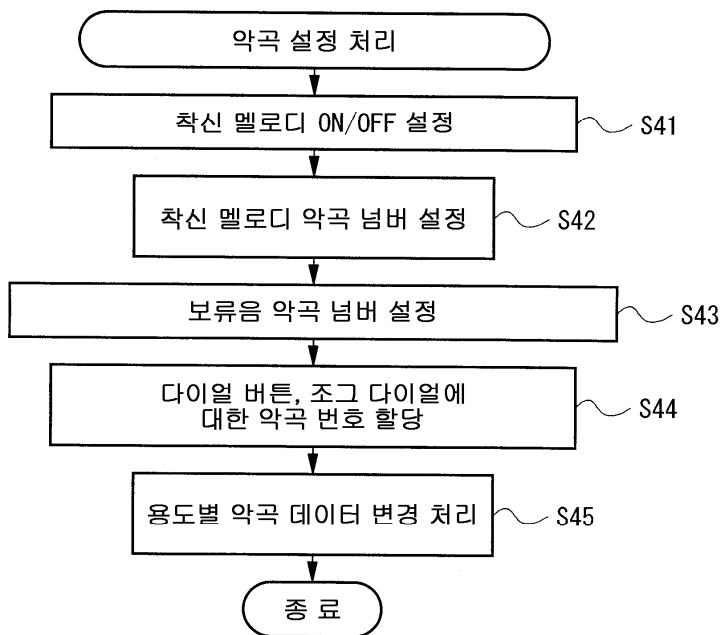 악곡 설정 처리
착신 멜로디 ON/OFF 설정
S41
착신 멜로디 악곡 넘버 설정
S42
보류음 악곡 넘버 설정
S43
다이얼 버튼, 조그 다이얼에
대한 악곡 번호 할당
S44
용도별 악곡 데이터 변경 처리
S45
종 료